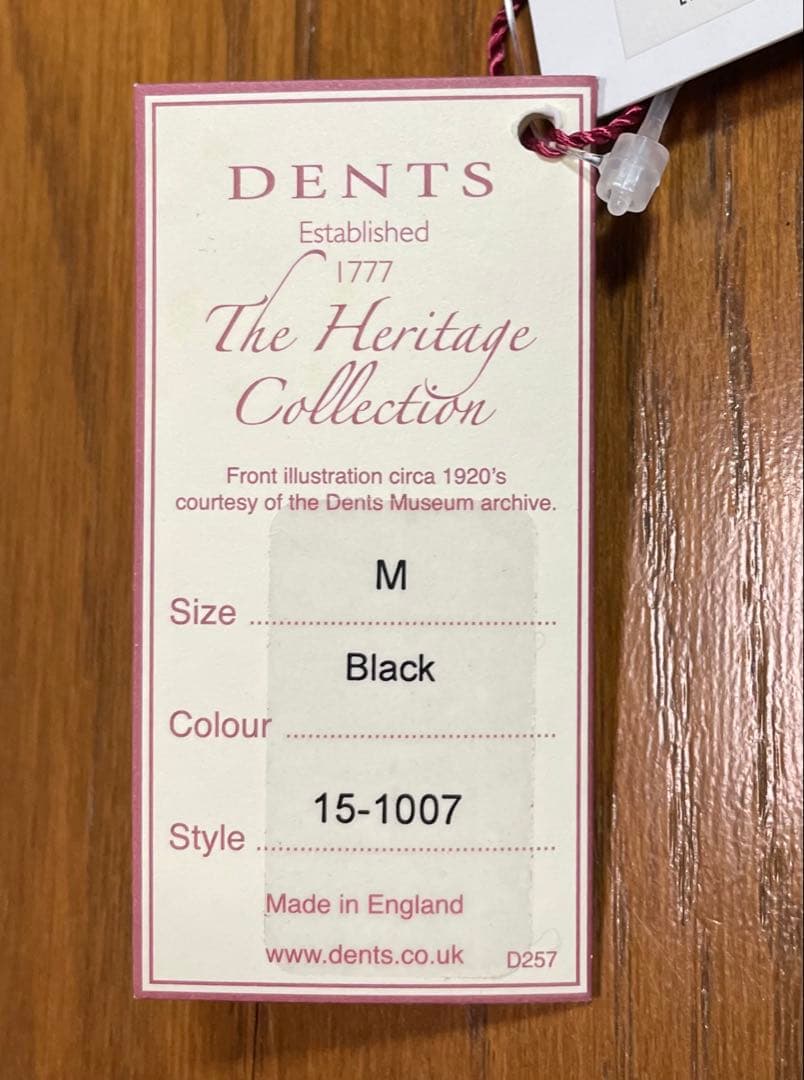 DENTS
Established
1777
The Heritage
Collection
Front illustration circa 1920's
courtesy of the Dents Museum archive.
M
Size ..........................................................
Black
Colour ..................................................
15-1007
Style .......................................................
Made in England
www.dents.co.uk D257